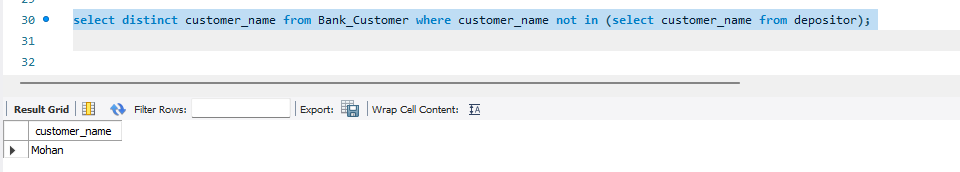 30 select distinct customer_name from Bank_Customer where customer_name not in (select customer_name from depositor);
31
32
Result Grid Filter Rows: Export: Wrap Cell Content:
customer_name
Mohan